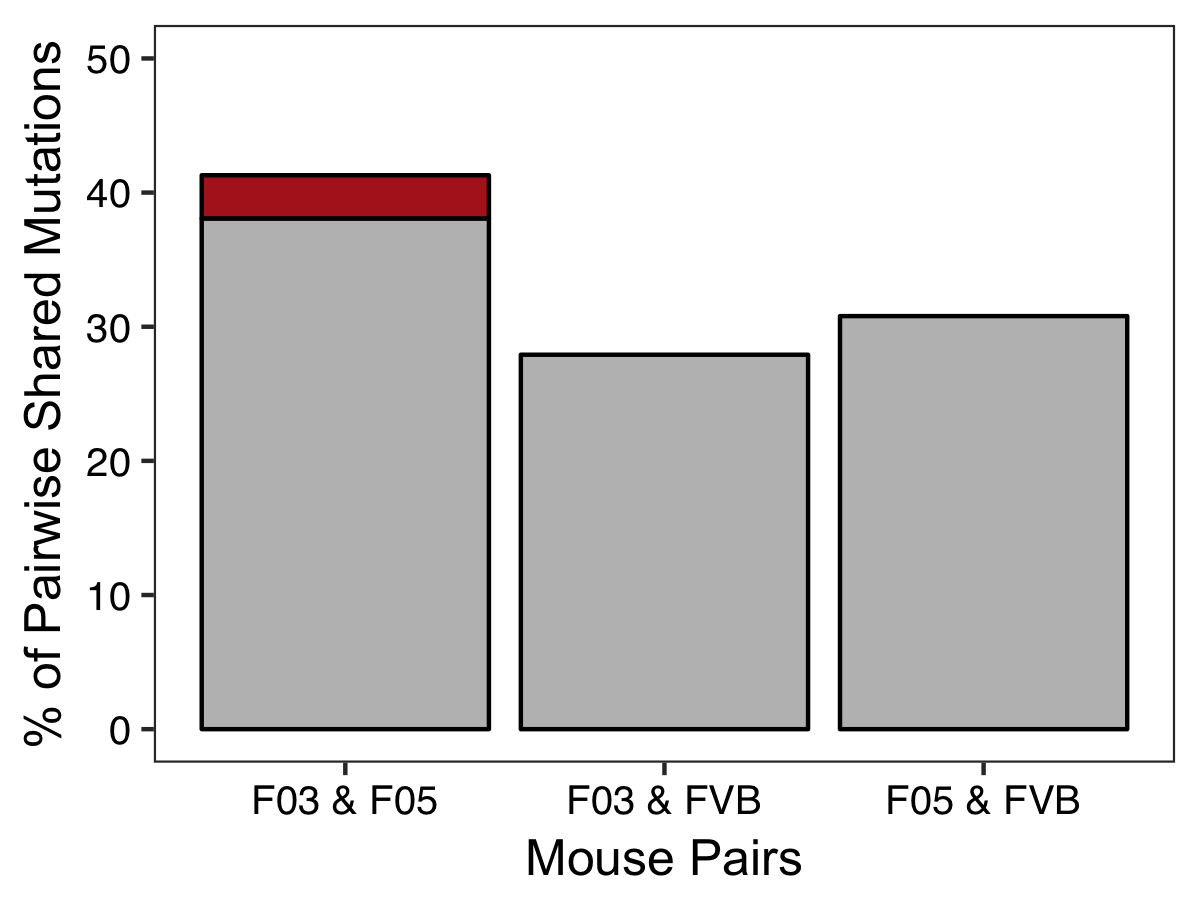 % of Pairwise Shared Mutations
50
40
30
20
10
0
F03 & F05
F03 & FVB
F05 & FVB
Mouse Pairs